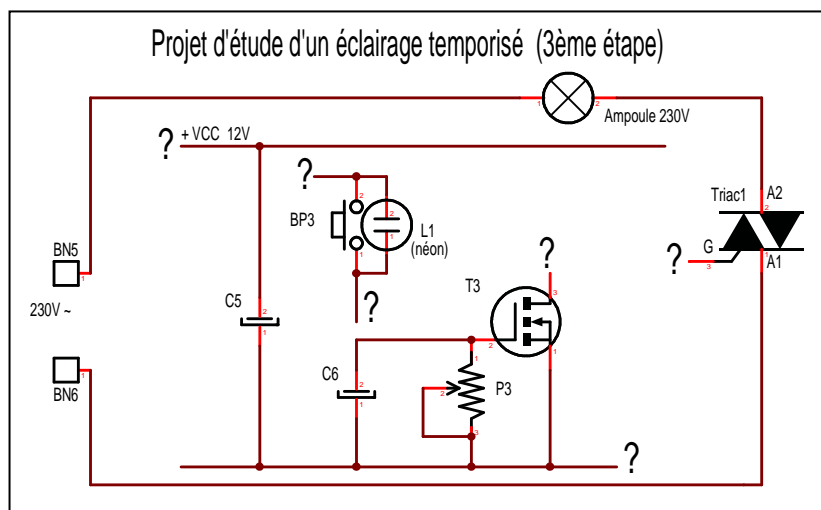 Projet d'étude d'un éclairage temporisé (3ème étape)
1 2
Ampoule 230V
? + VCC 12V
?
2 2
BP3
1 1
L1
(néon)
?
Triac1 A2
2
G
? 3
1
A1
BN5
1
230V ~
1
BN6
C5
2
1
?
T3
3
2
1
C6
2
1
1
2
P3
3
?